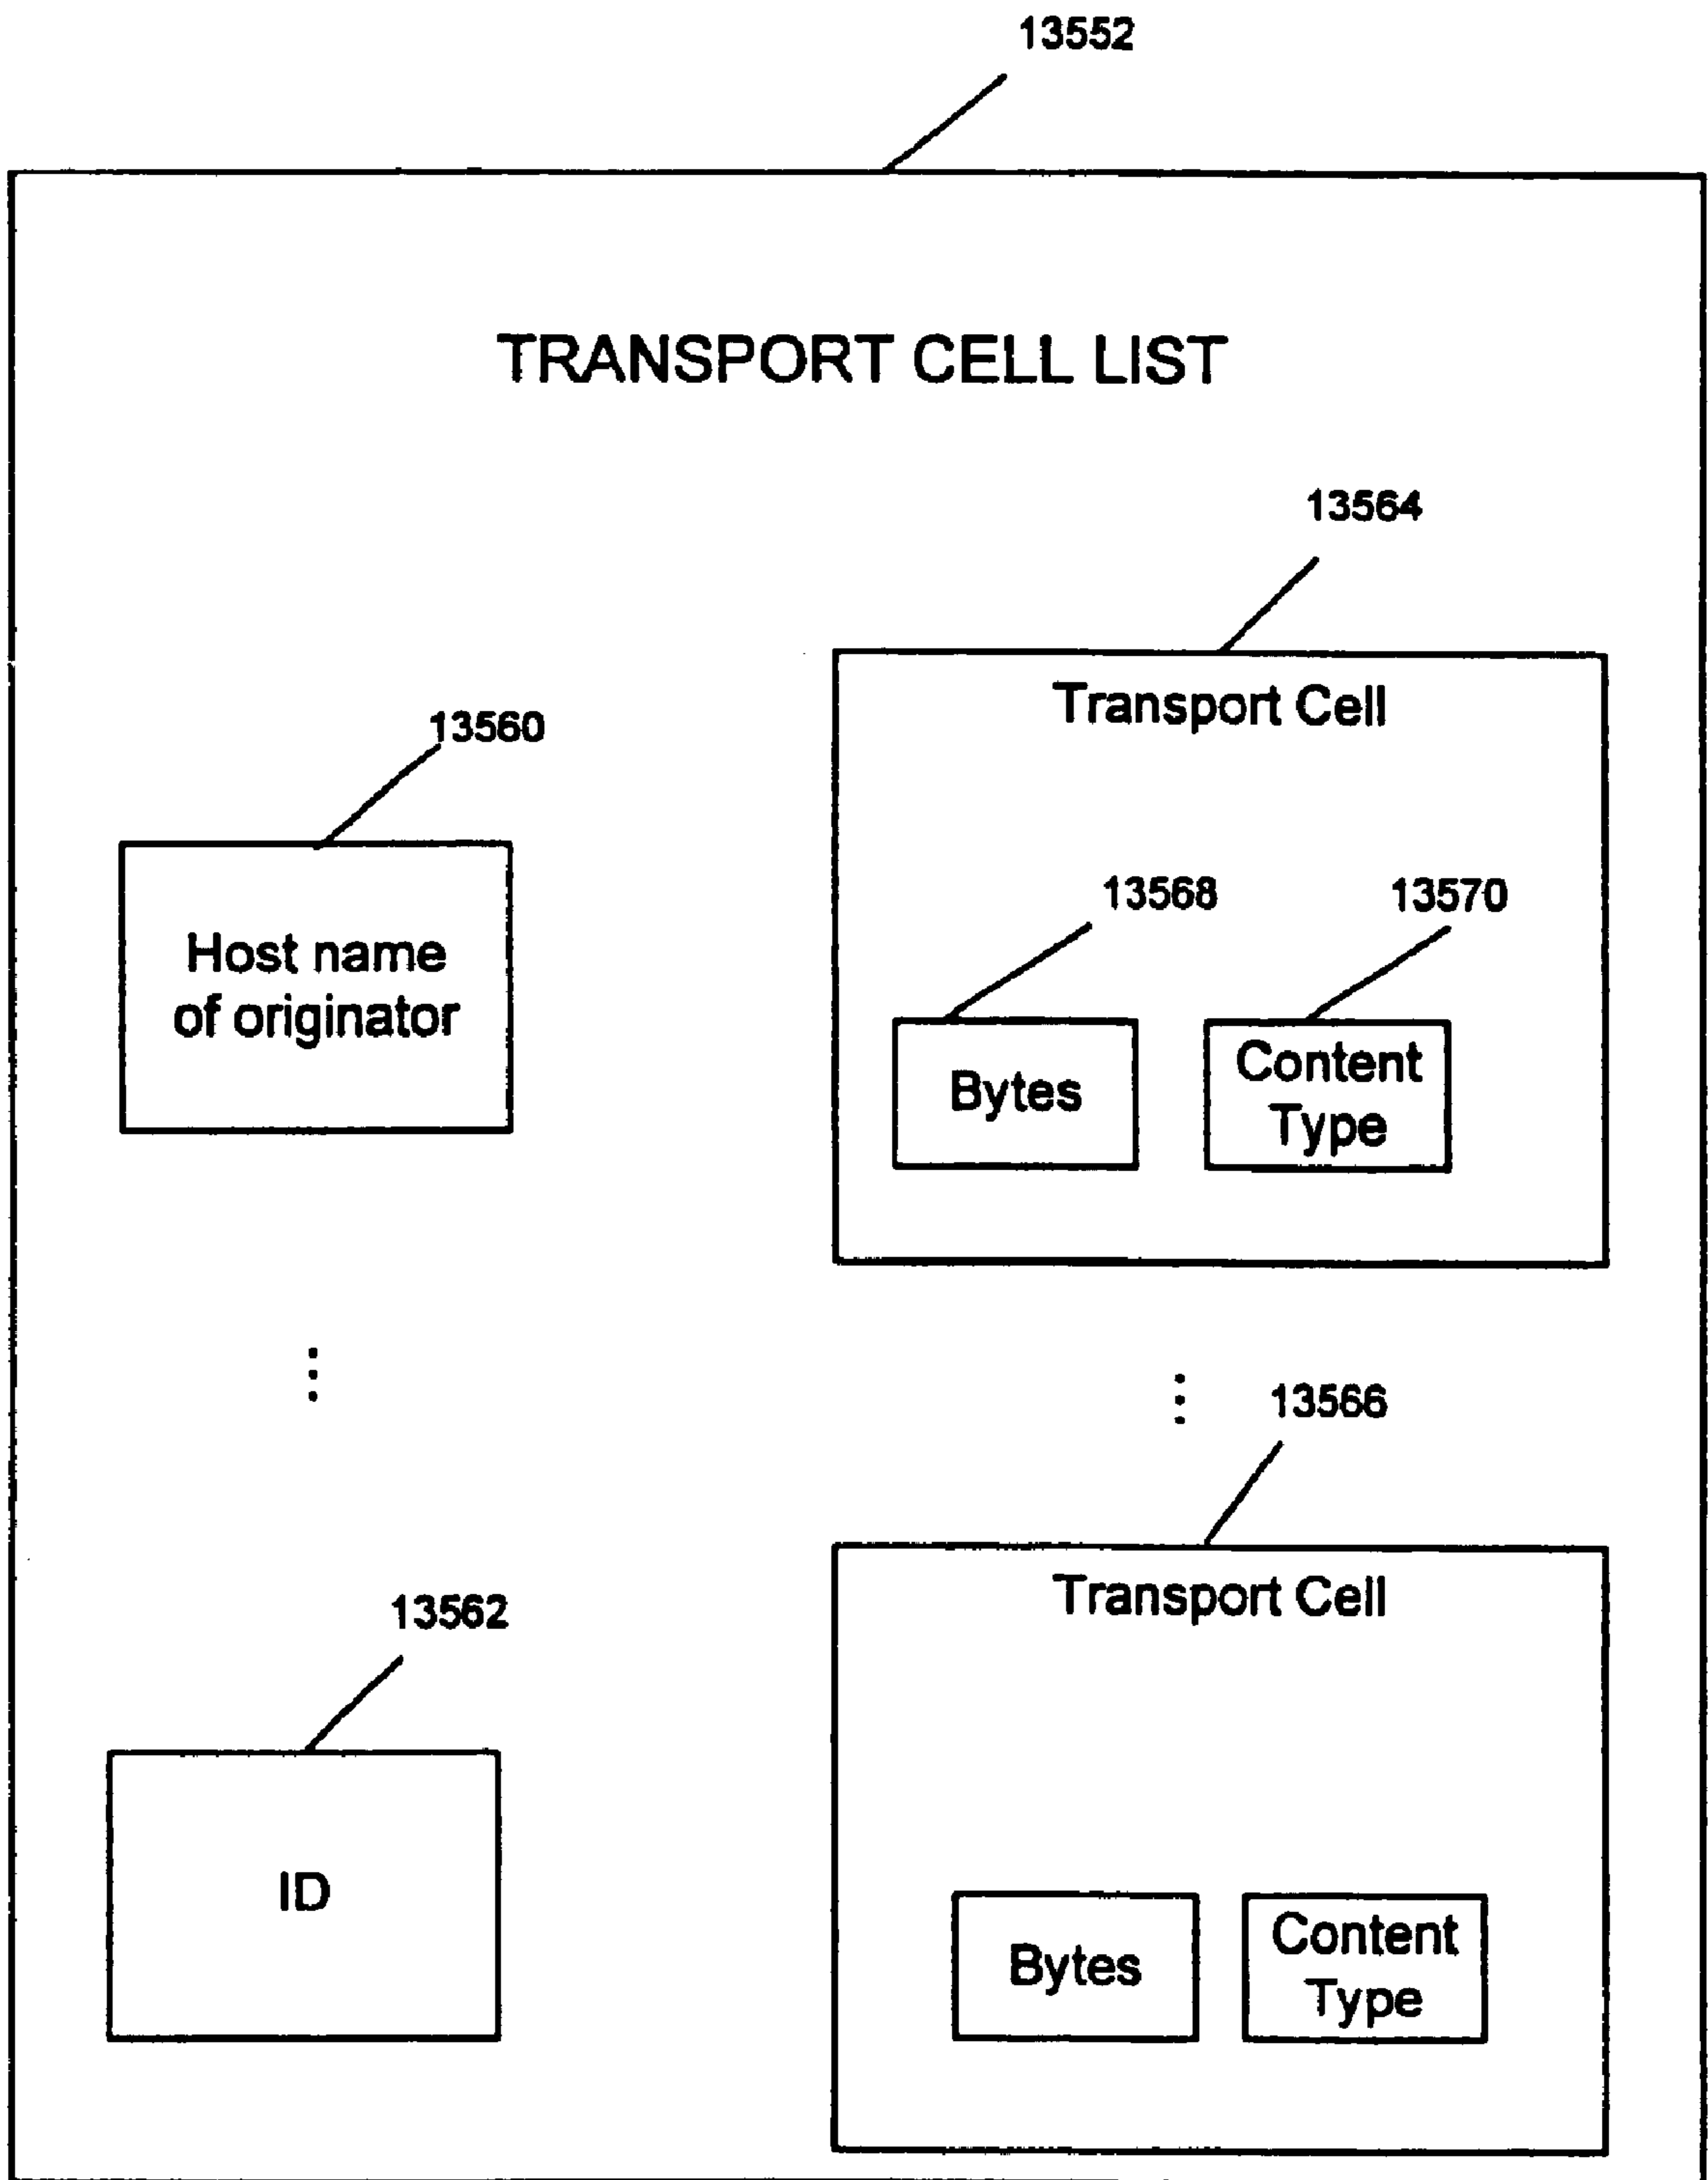 13552
TRANSPORT CELL LIST
13564
Transport Cell
13560
Host name
of originator
13568
13570
Bytes
Content
Type
⋮
⋮
13566
Transport Cell
13562
ID
Bytes
Content
Type